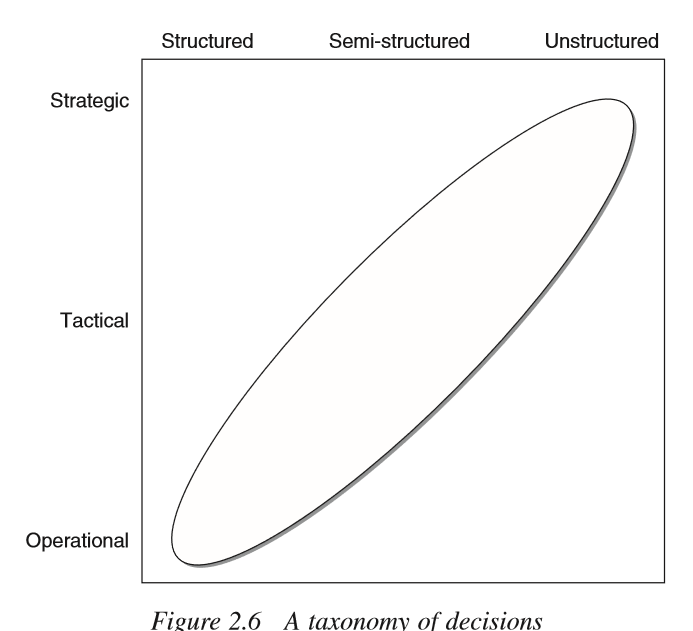 Structured Semi-structured Unstructured
Strategic
Tactical
Operational
Figure 2.6 A taxonomy of decisions